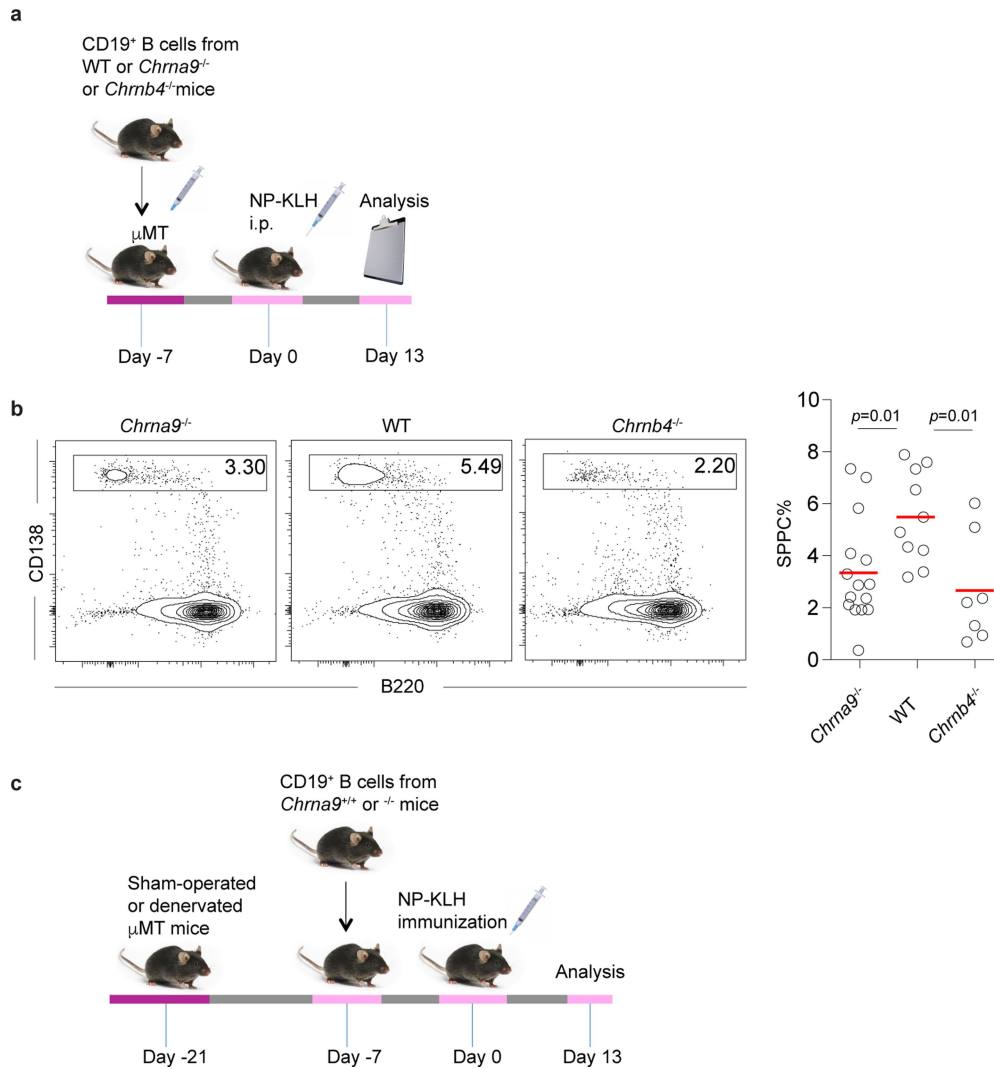 a
CD19⁺ B cells from
WT or Chrna9⁻/⁻
or Chrnb4⁻/⁻mice
NP-KLH
i.p.
Analysis
μMT
Day -7
Day 0
Day 13
b
Chrna9⁻/⁻
WT
Chrnb4⁻/⁻
3.30
5.49
2.20
CD138
B220
10
8
6
4
2
0
SPPC%
p=0.01
p=0.01
Chrna9⁻/⁻
WT
Chrnb4⁻/⁻
c
CD19⁺ B cells from
Chrna9⁺/⁺ or ⁻/⁻ mice
Sham-operated
or denervated
μMT mice
NP-KLH
immunization
Analysis
Day -21
Day -7
Day 0
Day 13